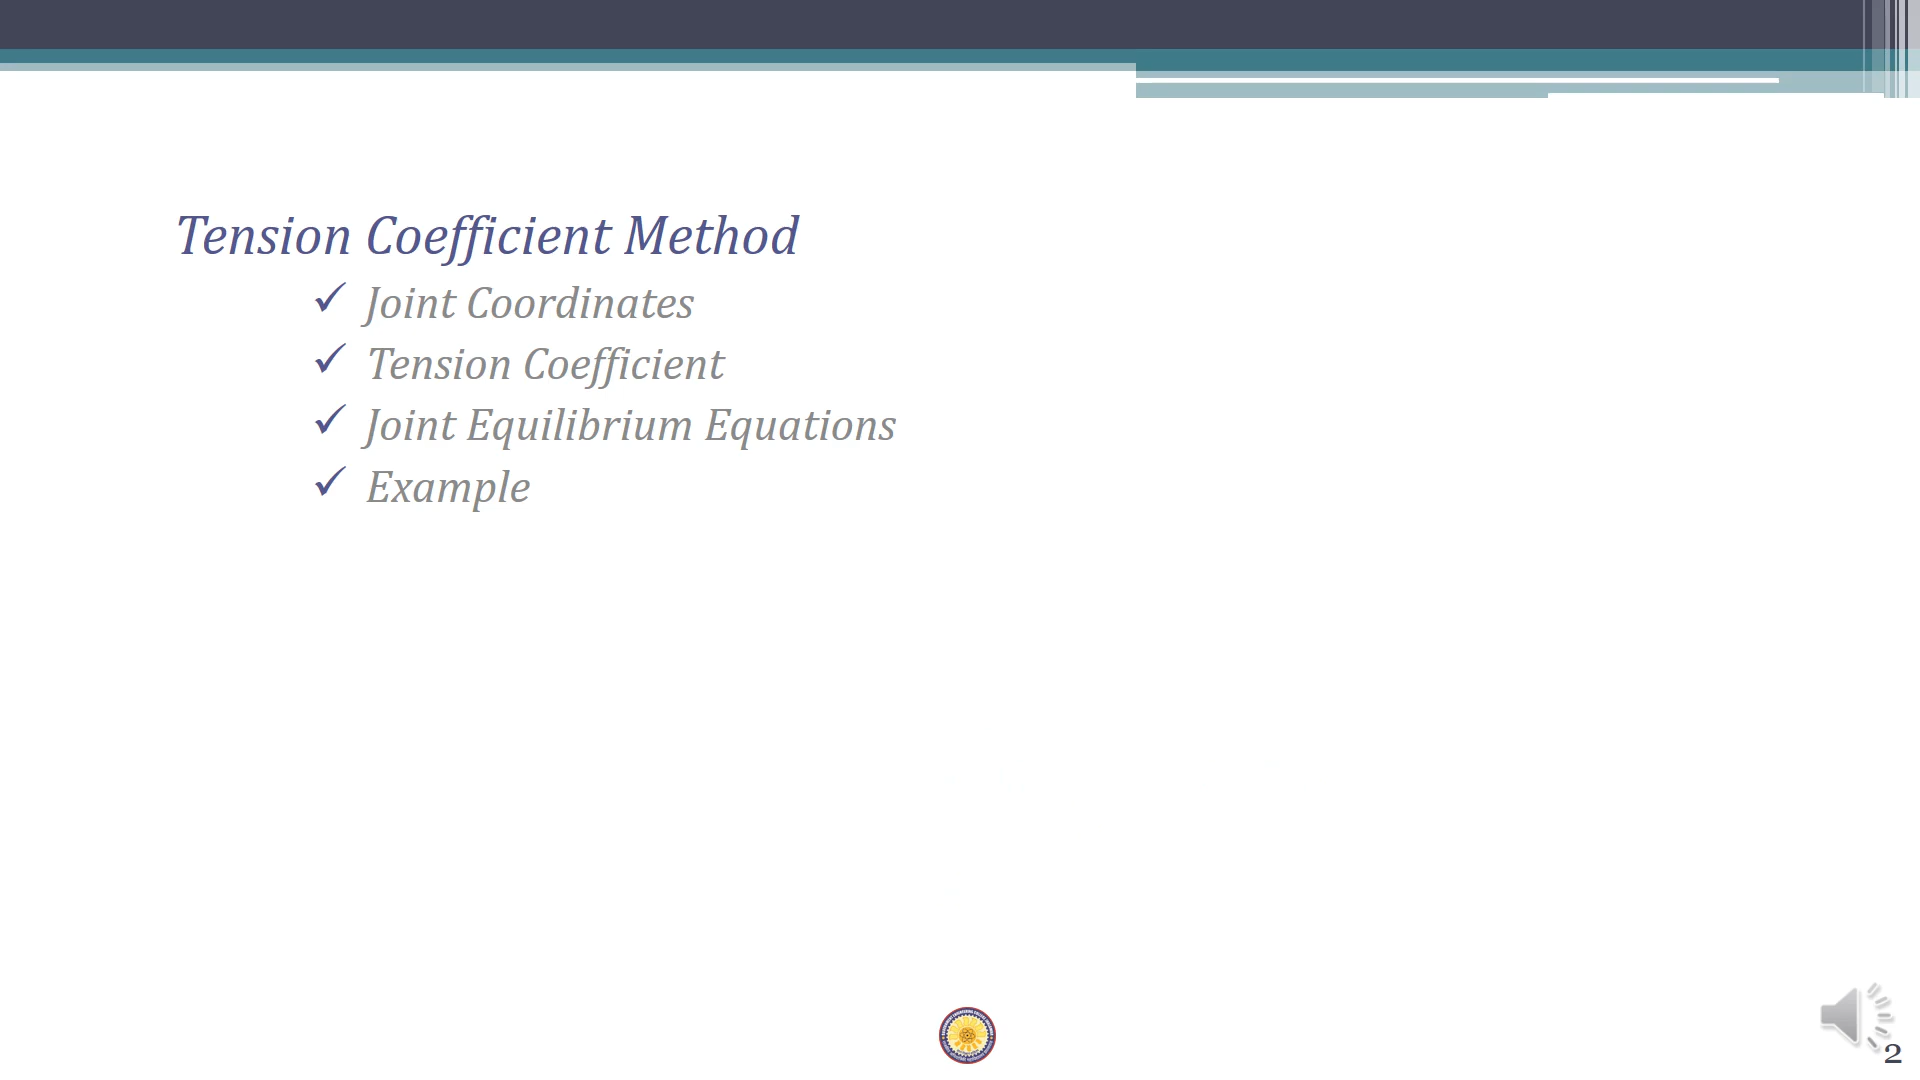 Tension Coefficient Method
✓ Joint Coordinates
✓ Tension Coefficient
✓ Joint Equilibrium Equations
✓ Example
2